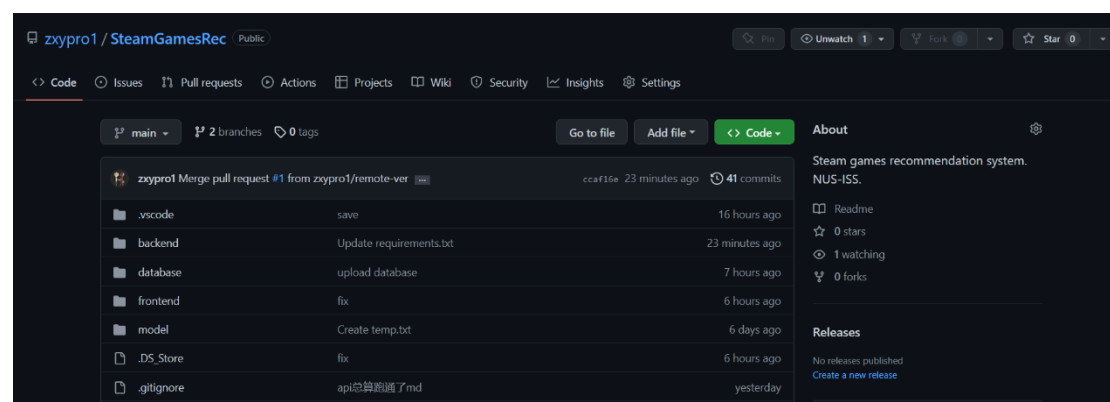 zxypro1 / SteamGamesRec Public
Pin Unwatch 1 Fork 0 Star 0
Code Issues Pull requests Actions Projects Wiki Security Insights Settings
main 2 branches 0 tags Go to file Add file Code
zxypro1 Merge pull request #1 from zxypro1/remote-ver ... ccaf16e 23 minutes ago 41 commits
.vscode save 16 hours ago
backend Update requirements.txt 23 minutes ago
database upload database 7 hours ago
frontend fix 6 hours ago
model Create temp.txt 6 days ago
.DS_Store fix 6 hours ago
.gitignore api总算跑通了md yesterday
About
Steam games recommendation system.
NUS-ISS.
Readme
0 stars
1 watching
0 forks
Releases
No releases published
Create a new release